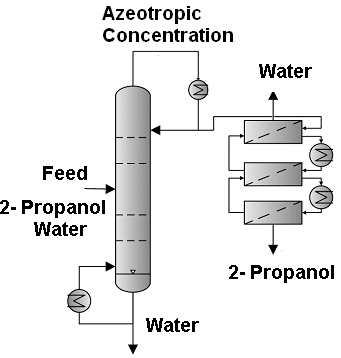 Azeotropic
Concentration
Water
Feed
2- Propanol
Water
2- Propanol
Water